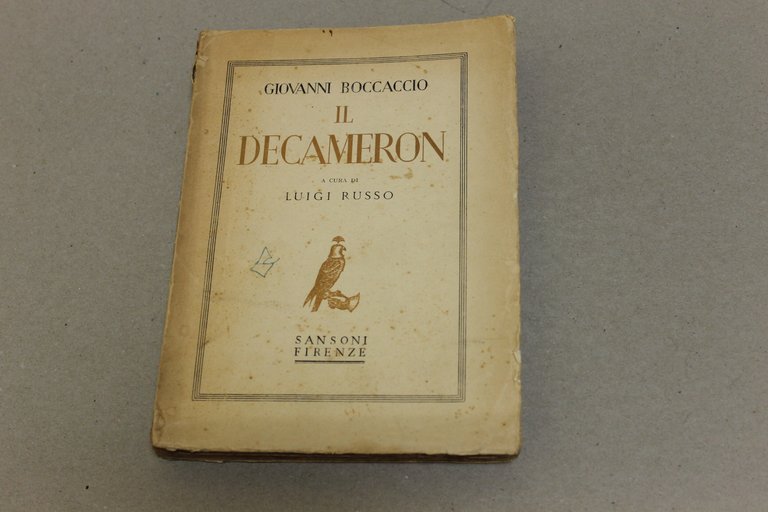 GIOVANNI BOCCACCIO
IL
DECAMERON
A CURA DI
LUIGI RUSSO
SANSONI
FIRENZE